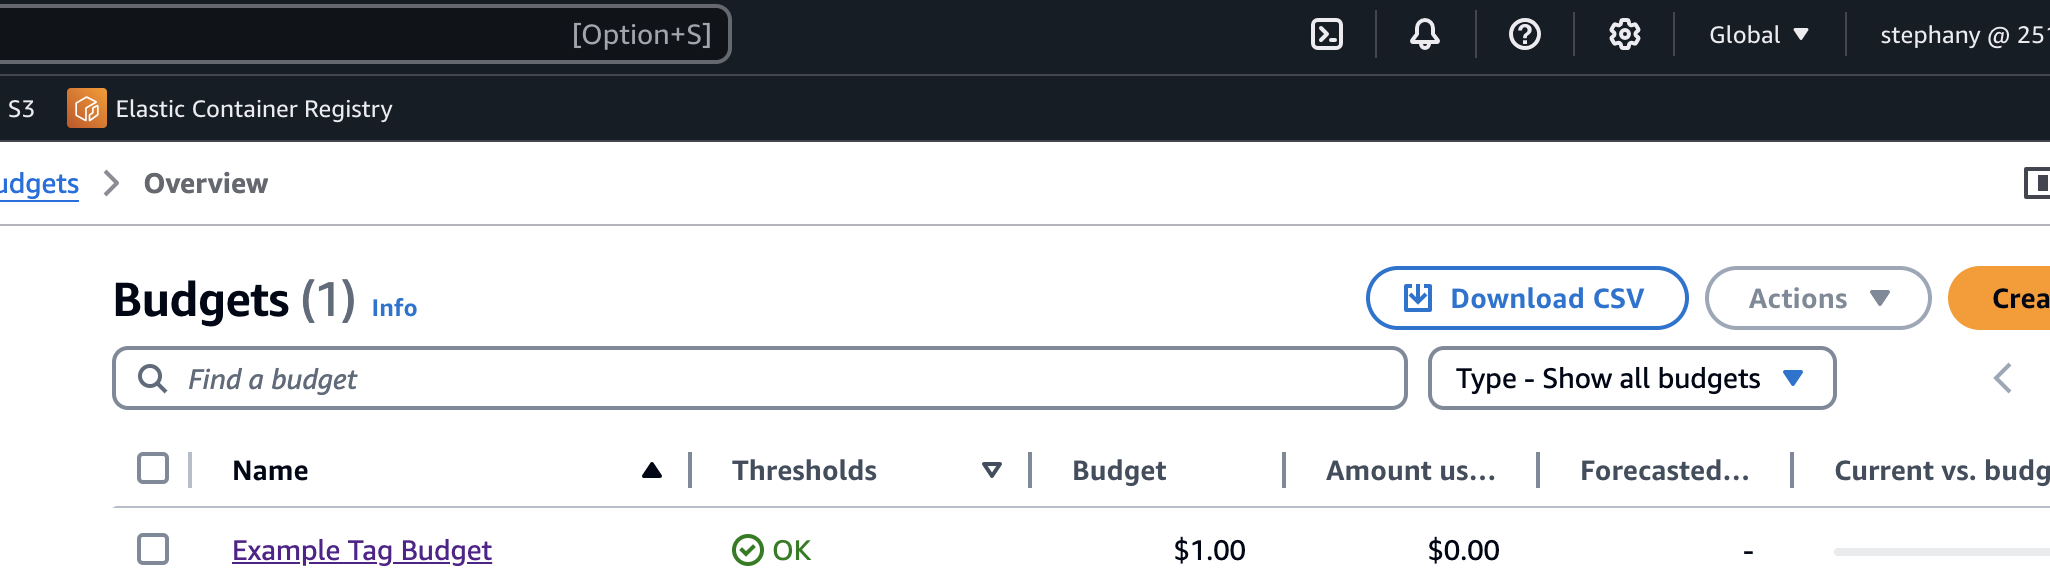 [Option+S] Global stephany @ 25
S3 Elastic Container Registry
udgets Overview
Budgets (1) Info Download CSV Actions Crea
Find a budget Type - Show all budgets
Name Thresholds Budget Amount us... Forecasted... Current vs. budg
Example Tag Budget OK $1.00 $0.00 -